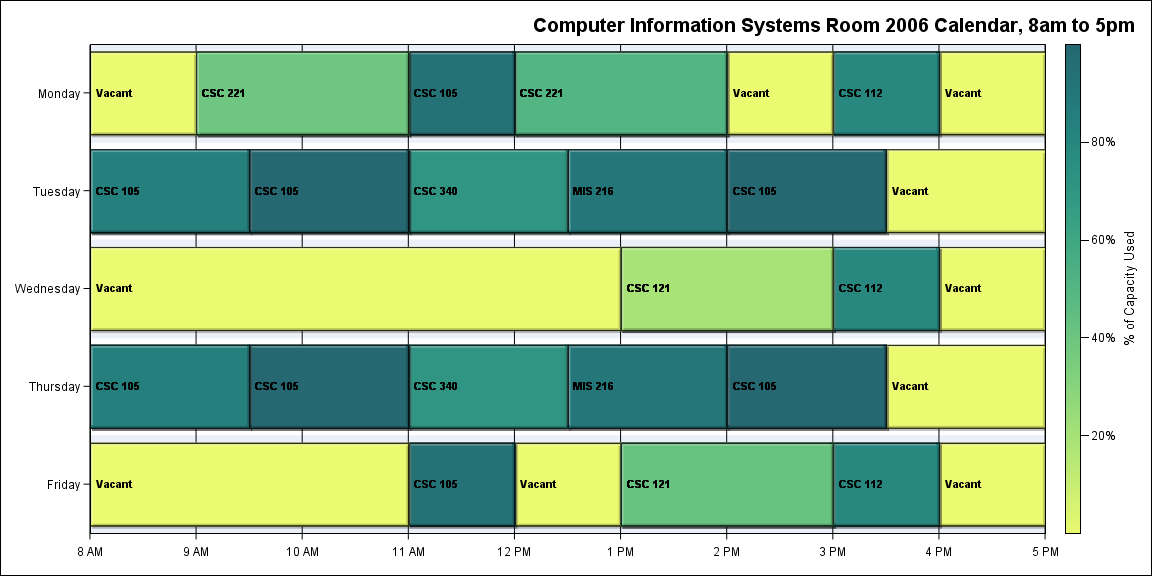 Computer Information Systems Room 2006 Calendar, 8am to 5pm
Monday
Vacant
CSC 221
CSC 105
CSC 221
Vacant
CSC 112
Vacant
Tuesday
CSC 105
CSC 105
CSC 340
MIS 216
CSC 105
Vacant
Wednesday
Vacant
CSC 121
CSC 112
Vacant
Thursday
CSC 105
CSC 105
CSC 340
MIS 216
CSC 105
Vacant
Friday
Vacant
CSC 105
Vacant
CSC 121
CSC 112
Vacant
8 AM
9 AM
10 AM
11 AM
12 PM
1 PM
2 PM
3 PM
4 PM
5 PM
80%
60%
40%
20%
% of Capacity Used